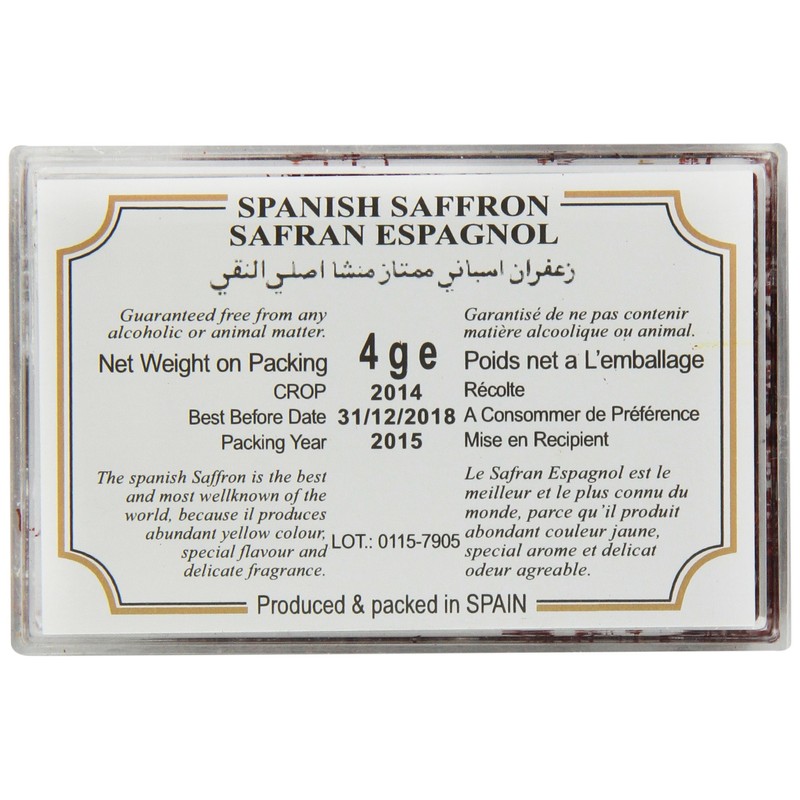 SPANISH SAFFRON
SAFRAN ESPAGNOL
زعفران اسباني ممتاز منشا اصلي النقي
Guaranteed free from any
alcoholic or animal matter.
Garantisé de ne pas contenir
matière alcoolique ou animal.
Net Weight on Packing 4 g e Poids net a L'emballage
CROP 2014 Récolte
Best Before Date 31/12/2018 A Consommer de Préférence
Packing Year 2015 Mise en Recipient
The spanish Saffron is the best
and most wellknown of the
world, because il produces
abundant yellow colour,
special flavour and
delicate fragrance.
LOT.: 0115-7905
Le Safran Espagnol est le
meilleur et le plus connu du
monde, parce qu'il produit
abondant couleur jaune,
special arome et delicat
odeur agreable.
Produced & packed in SPAIN